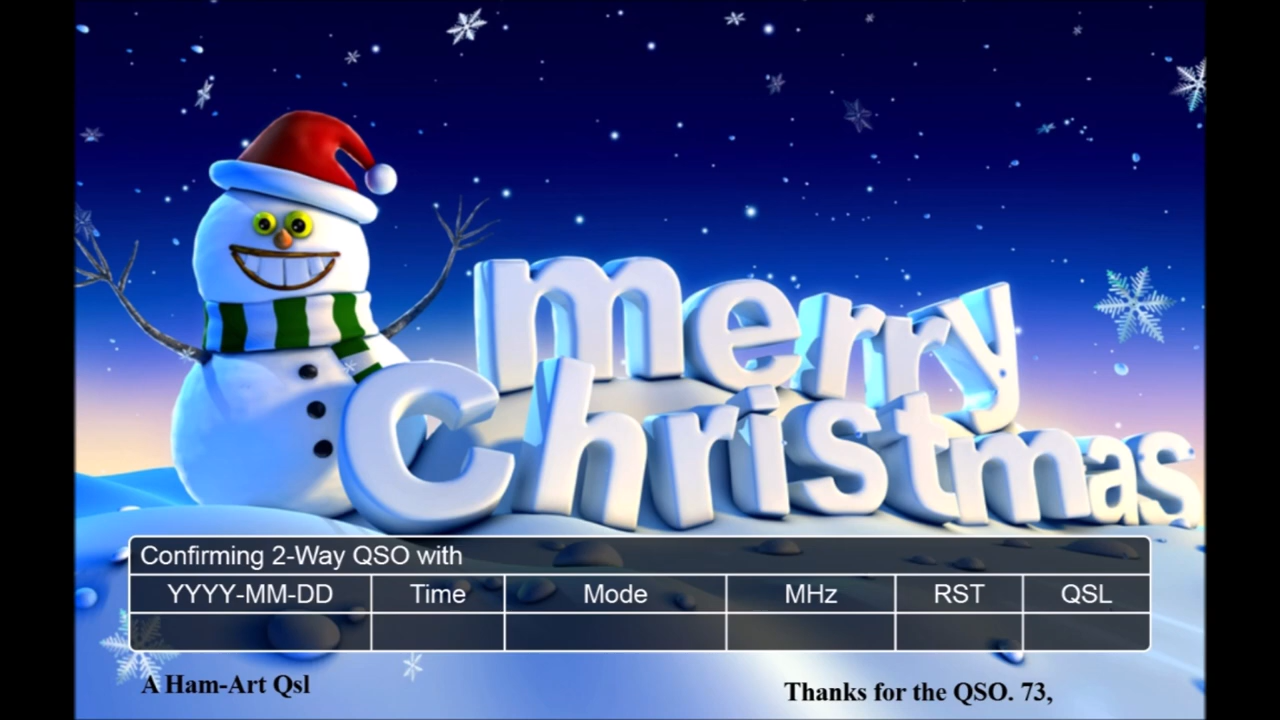 merry
Christmas
Confirming 2-Way QSO with
YYYY-MM-DD Time Mode MHz RST QSL
A Ham-Art Qsl
Thanks for the QSO. 73,